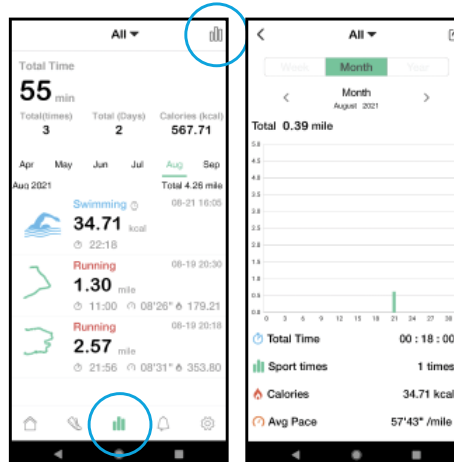 All
Total Time
55 min
Total(times) Total (Days) Calories (kcal)
3 2 567.71
Apr May Jun Jul Aug Sep
Aug 2021 Total 4.26 mile
Swimming 08-21 16:05
34.71 kcal
22:18
Running 08-19 20:30
1.30 mile
11:00 08'26" 179.21
Running 08-19 20:18
2.57 mile
21:56 08'31" 353.80
All
Week Month Year
Month
August 2021
Total 0.39 mile
5.0
4.5
3.5
3.5
2.5
2.0
1.5
1.0
0.5
0.0
0 3 6 9 12 15 18 21 24 27 30
Total Time 00 : 18 : 00
Sport times 1 times
Calories 34.71 kcal
Avg Pace 57'43" /mile